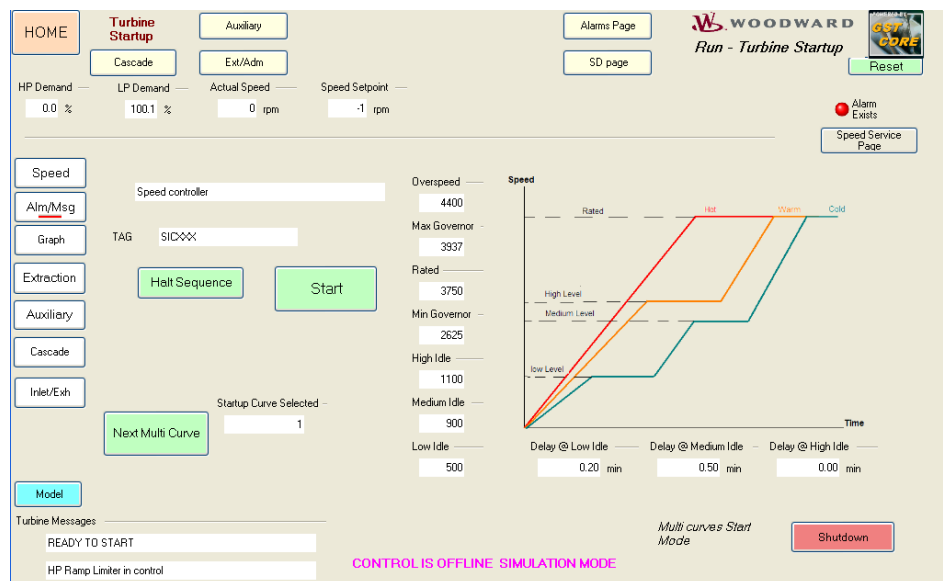 HOME
Turbine
Startup
Auxiliary
Alarms Page
WOODWARD
Run - Turbine Startup
POWERED BY
GST
CORE
Cascade
Ext/Adm
SD page
Reset
HP Demand
LP Demand
Actual Speed
Speed Setpoint
0.0 %
100.1 %
0 rpm
-1 rpm
Alarm
Exists
Speed Service
Page
Speed
Alm/Msg
Graph
Extraction
Auxiliary
Cascade
Inlet/Exh
Speed controller
TAG SICXXX
Halt Sequence
Start
Startup Curve Selected
1
Next Multi Curve
Overspeed
4400
Max Governor
3937
Rated
3750
Min Governor
2625
High Idle
1100
Medium Idle
900
Low Idle
500
Speed
Rated
Hot
Warm
Cold
High Level
Medium Level
low Level
Time
Delay @ Low Idle
Delay @ Medium Idle
Delay @ High Idle
0.20 min
0.50 min
0.00 min
Model
Turbine Messages
READY TO START
HP Ramp Limiter in control
CONTROL IS OFFLINE SIMULATION MODE
Multi curves Start
Mode
Shutdown